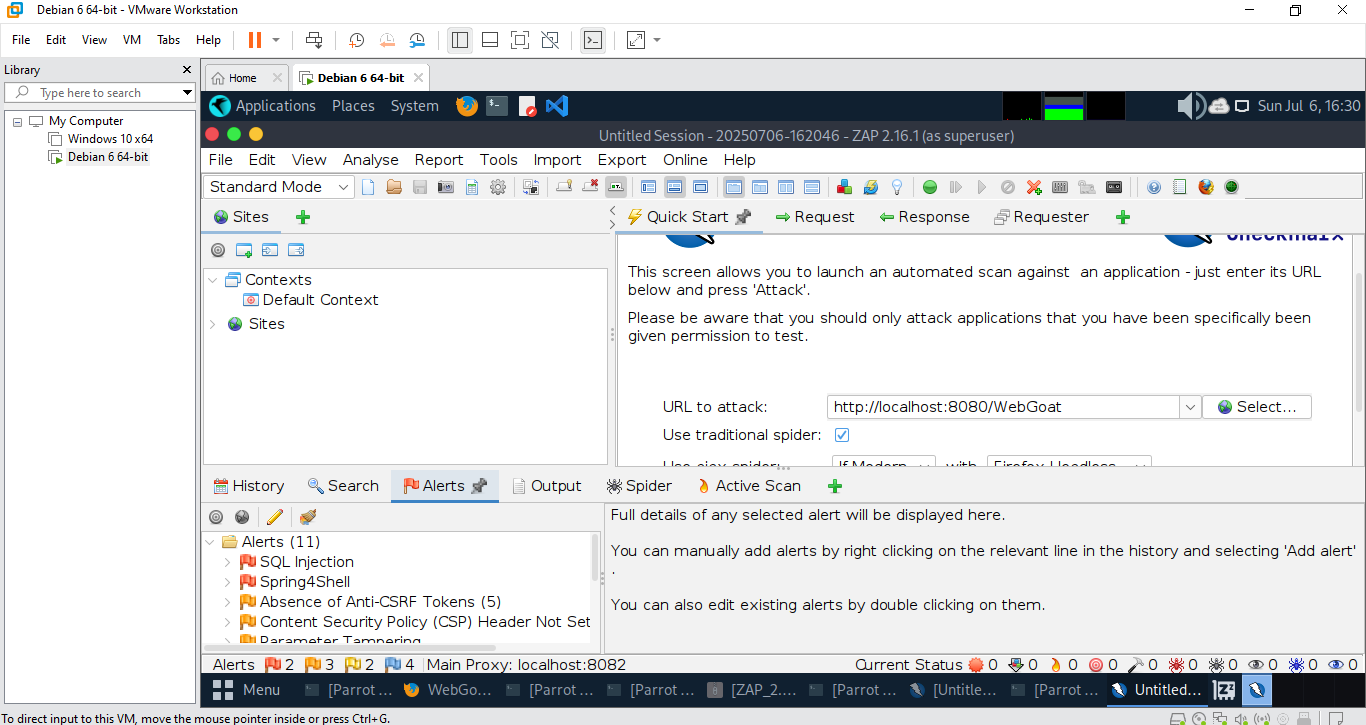 Debian 6 64-bit - VMware Workstation
File Edit View VM Tabs Help
Library
Type here to search
My Computer
Windows 10 x64
Debian 6 64-bit
Home Debian 6 64-bit
Applications Places System Sun Jul 6, 16:30
Untitled Session - 20250706-162046 - ZAP 2.16.1 (as superuser)
File Edit View Analyse Report Tools Import Export Online Help
Standard Mode
Sites
Quick Start Request Response Requester
Contexts
Default Context
Sites
Checkmarx
This screen allows you to launch an automated scan against an application - just enter its URL
below and press 'Attack'.
Please be aware that you should only attack applications that you have been specifically been
given permission to test.
URL to attack: http://localhost:8080/WebGoat Select...
Use traditional spider:
Use ajax spider: If Modern with Firefox Headless
History Search Alerts Output Spider Active Scan
Alerts (11)
SQL Injection
Spring4Shell
Absence of Anti-CSRF Tokens (5)
Content Security Policy (CSP) Header Not Set
Parameter Tampering
Full details of any selected alert will be displayed here.
You can manually add alerts by right clicking on the relevant line in the history and selecting 'Add alert'
.
You can also edit existing alerts by double clicking on them.
Alerts 2 3 2 4 Main Proxy: localhost:8082 Current Status 0 0 0 0 0 0 0 0 0 0
Menu [Parrot ... WebGo... [Parrot ... [Parrot ... [ZAP_2.... [Parrot ... [Untitle... [Parrot ... Untitled...
To direct input to this VM, move the mouse pointer inside or press Ctrl+G.